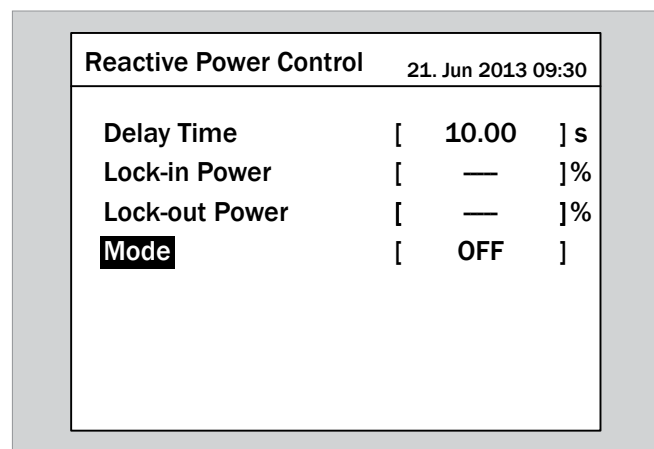 Reactive Power Control 21. Jun 2013 09:30
Delay Time [ 10.00 ] s
Lock-in Power [ — ]%
Lock-out Power [ — ]%
Mode [ OFF ]